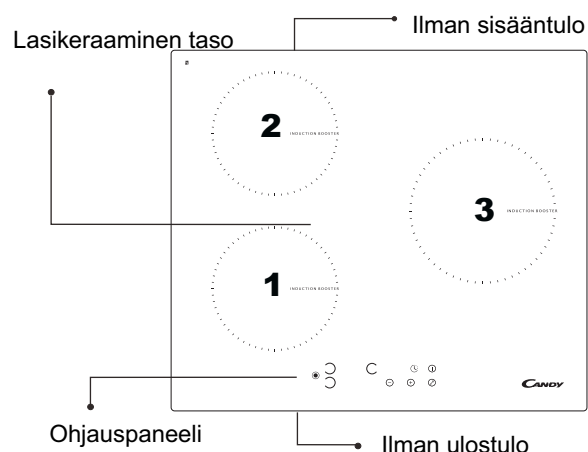 Ilman sisääntulo
Lasikeraaminen taso
2 INDUCTION BOOSTER
3 INDUCTION BOOSTER
1 INDUCTION BOOSTER
CANDY
Ohjauspaneeli
Ilman ulostulo